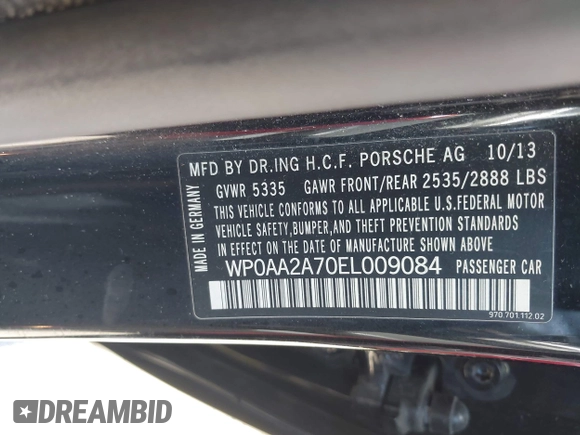 MFD BY DR.ING H.C.F. PORSCHE AG 10/13
GVWR 5335 GAWR FRONT/REAR 2535/2888 LBS
THIS VEHICLE CONFORMS TO ALL APPLICABLE U.S.FEDERAL MOTOR
VEHICLE SAFETY,BUMPER,AND THEFT PREVENTION STANDARDS
IN EFFECT ON THE DATE OF MANUFACTURE SHOWN ABOVE
MADE IN GERMANY
WP0AA2A70EL009084 PASSENGER CAR
970.701.112.02
DREAMBID